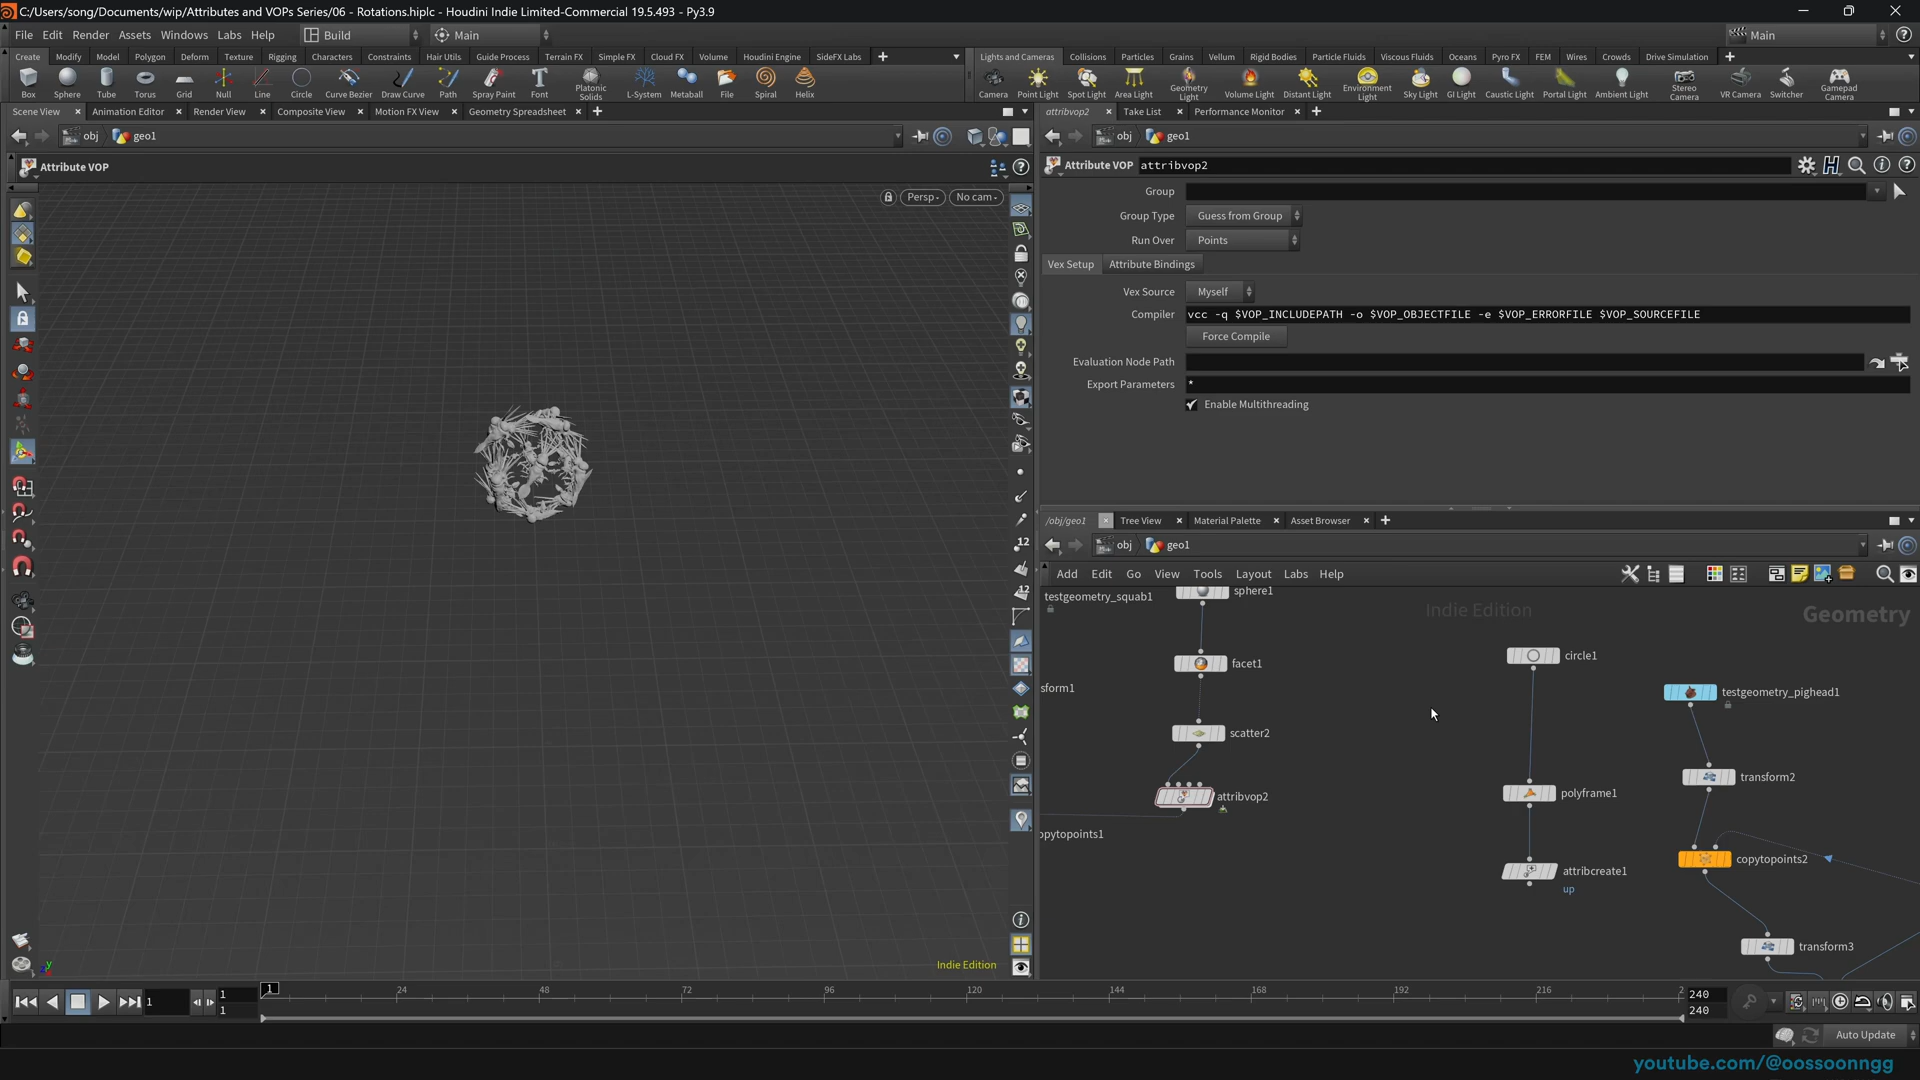 C:/Users/song/Documents/wip/Attributes and VOPs Series/06 - Rotations.hiplc - Houdini Indie Limited-Commercial 19.5.493 - Py3.9
File Edit Render Assets Windows Labs Help Build Main Main
Create Modify Model Polygon Deform Texture Rigging Characters Constraints Hair Utils Guide Process Terrain FX Simple FX Cloud FX Volume Houdini Engine SideFX Labs
Lights and Cameras Collisions Particles Grains Vellum Rigid Bodies Particle Fluids Viscous Fluids Oceans Pyro FX FEM Wires Crowds Drive Simulation
Box Sphere Tube Torus Grid Null Line Circle Curve Bezier Draw Curve Path Spray Paint Font Platonic Solids L-System Metaball File Spiral Helix
Camera Point Light Spot Light Area Light Geometry Light Volume Light Distant Light Environment Light Sky Light GI Light Caustic Light Portal Light Ambient Light Stereo Camera VR Camera Switcher Gamepad Camera
Scene View Animation Editor Render View Composite View Motion FX View Geometry Spreadsheet
attribvop2 Take List Performance Monitor
obj geo1
obj geo1
Attribute VOP
Attribute VOP attribvop2
Persp No cam
Group
Group Type Guess from Group
Run Over Points
Vex Setup Attribute Bindings
Vex Source Myself
Compiler vcc -q $VOP_INCLUDEPATH -o $VOP_OBJECTFILE -e $VOP_ERRORFILE $VOP_SOURCEFILE
Force Compile
Evaluation Node Path
Export Parameters *
Enable Multithreading
/obj/geo1 Tree View Material Palette Asset Browser
obj geo1
Add Edit Go View Tools Layout Labs Help
Indie Edition
Geometry
testgeometry_squab1
sphere1
facet1
sform1
scatter2
attribvop2
opytopoints1
circle1
testgeometry_pighead1
transform2
polyframe1
copytopoints2
attribcreate1
up
transform3
12
12
y
Indie Edition
1 1 1 1 24 48 72 96 120 144 168 192 216 2 240 240
Auto Update
youtube.com/@oossoonngg